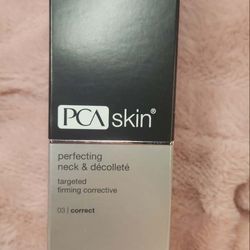 PCA skin®
perfecting
neck & décolleté
targeted
firming corrective
03 | correct